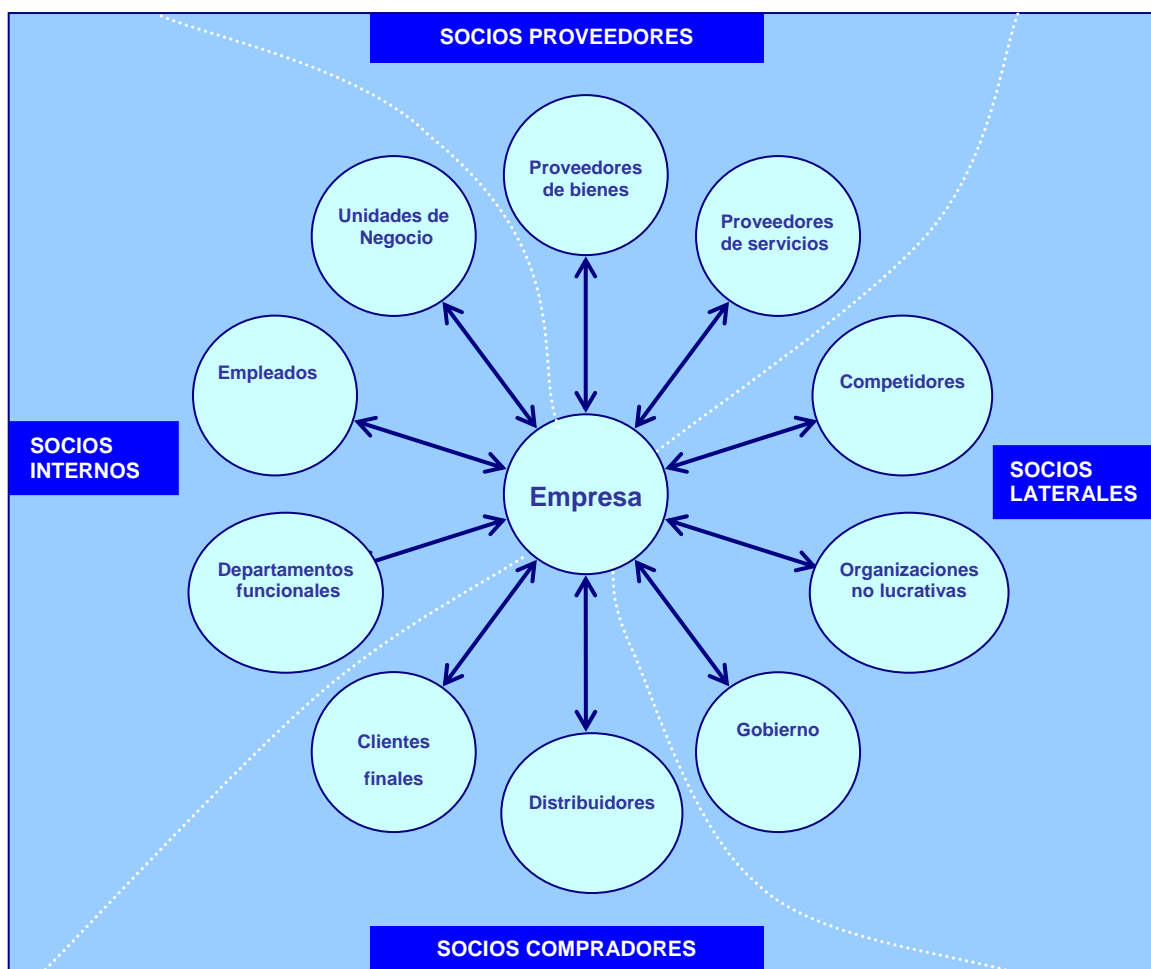 SOCIOS PROVEEDORES
Proveedores
de bienes
Unidades de
Negocio
Proveedores
de servicios
Empleados
Competidores
SOCIOS
INTERNOS
SOCIOS
LATERALES
Empresa
Departamentos
funcionales
Organizaciones
no lucrativas
Clientes
finales
Gobierno
Distribuidores
SOCIOS COMPRADORES